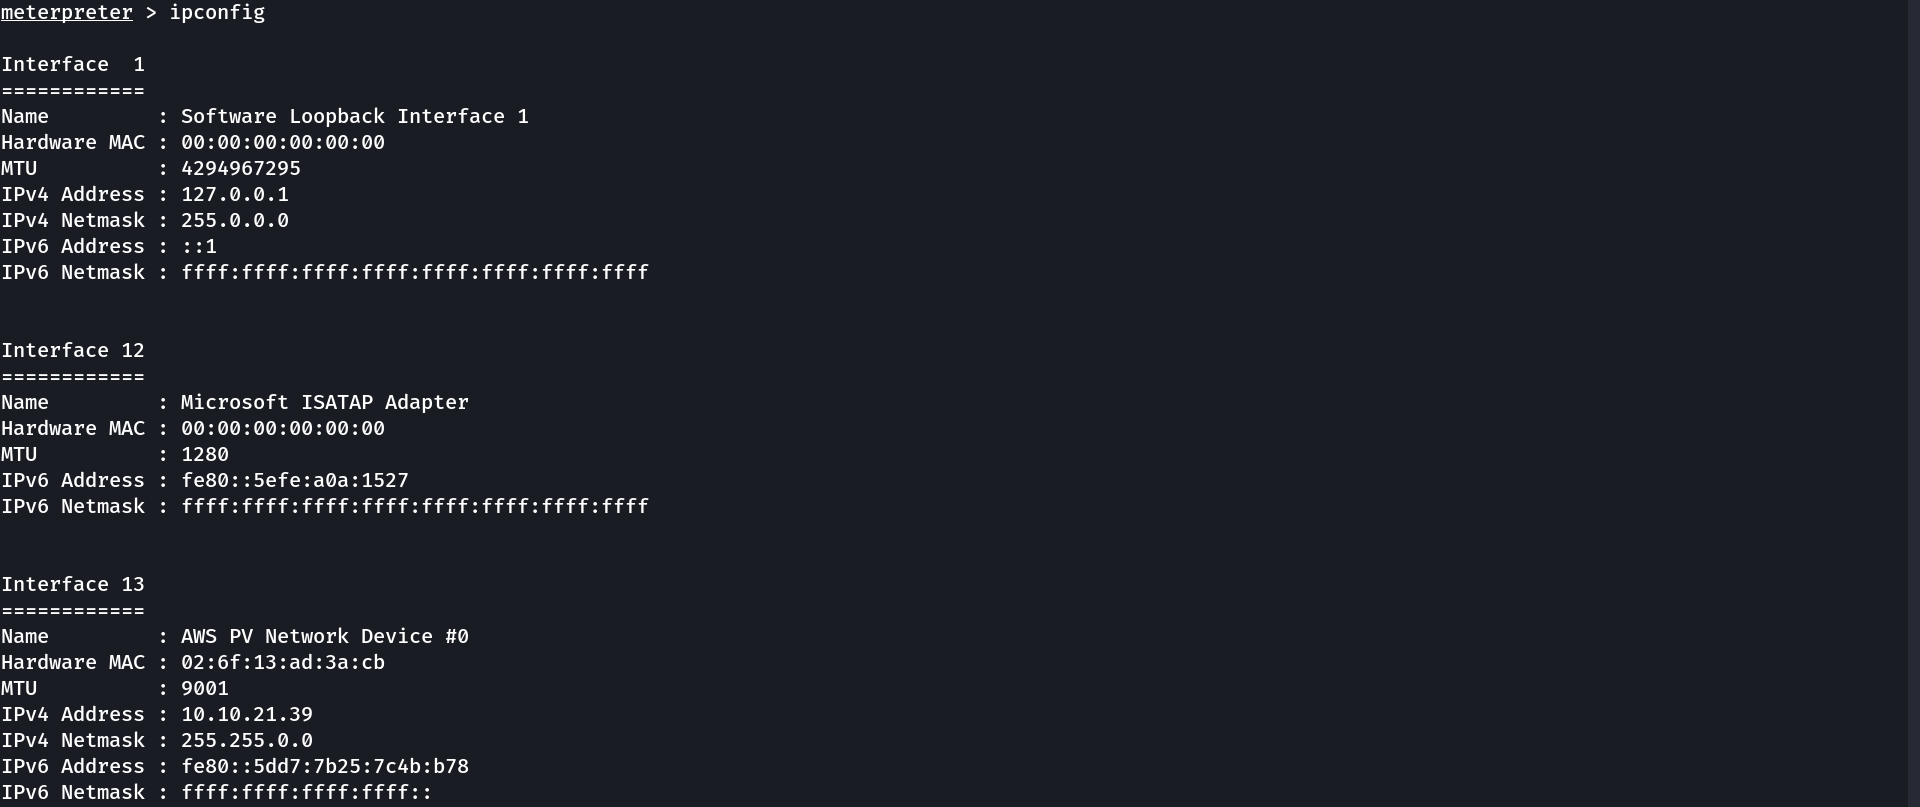 meterpreter > ipconfig
Interface  1
============
Name         : Software Loopback Interface 1
Hardware MAC : 00:00:00:00:00:00
MTU          : 4294967295
IPv4 Address : 127.0.0.1
IPv4 Netmask : 255.0.0.0
IPv6 Address : ::1
IPv6 Netmask : ffff:ffff:ffff:ffff:ffff:ffff:ffff:ffff
Interface 12
============
Name         : Microsoft ISATAP Adapter
Hardware MAC : 00:00:00:00:00:00
MTU          : 1280
IPv6 Address : fe80::5efe:a0a:1527
IPv6 Netmask : ffff:ffff:ffff:ffff:ffff:ffff:ffff:ffff
Interface 13
============
Name         : AWS PV Network Device #0
Hardware MAC : 02:6f:13:ad:3a:cb
MTU          : 9001
IPv4 Address : 10.10.21.39
IPv4 Netmask : 255.255.0.0
IPv6 Address : fe80::5dd7:7b25:7c4b:b78
IPv6 Netmask : ffff:ffff:ffff:ffff::